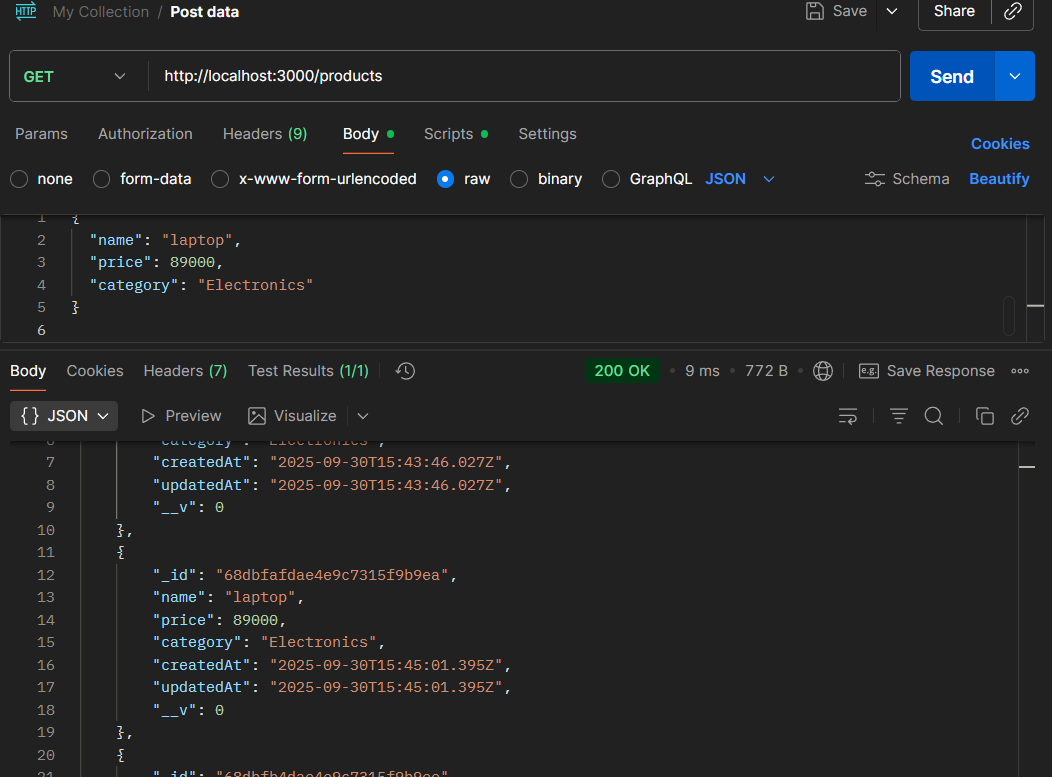 HTTP My Collection / Post data Save Share
GET http://localhost:3000/products Send
Params Authorization Headers (9) Body Scripts Settings Cookies
none form-data x-www-form-urlencoded raw binary GraphQL JSON Schema Beautify
1 {
2 "name": "laptop",
3 "price": 89000,
4 "category": "Electronics"
5 }
6
Body Cookies Headers (7) Test Results (1/1) 200 OK • 9 ms • 772 B • e.g. Save Response
{} JSON Preview Visualize
6 "category": "Electronics",
7 "createdAt": "2025-09-30T15:43:46.027Z",
8 "updatedAt": "2025-09-30T15:43:46.027Z",
9 "__v": 0
10 },
11 {
12 "_id": "68dbfafdae4e9c7315f9b9ea",
13 "name": "laptop",
14 "price": 89000,
15 "category": "Electronics",
16 "createdAt": "2025-09-30T15:45:01.395Z",
17 "updatedAt": "2025-09-30T15:45:01.395Z",
18 "__v": 0
19 },
20 {
21 "_id":